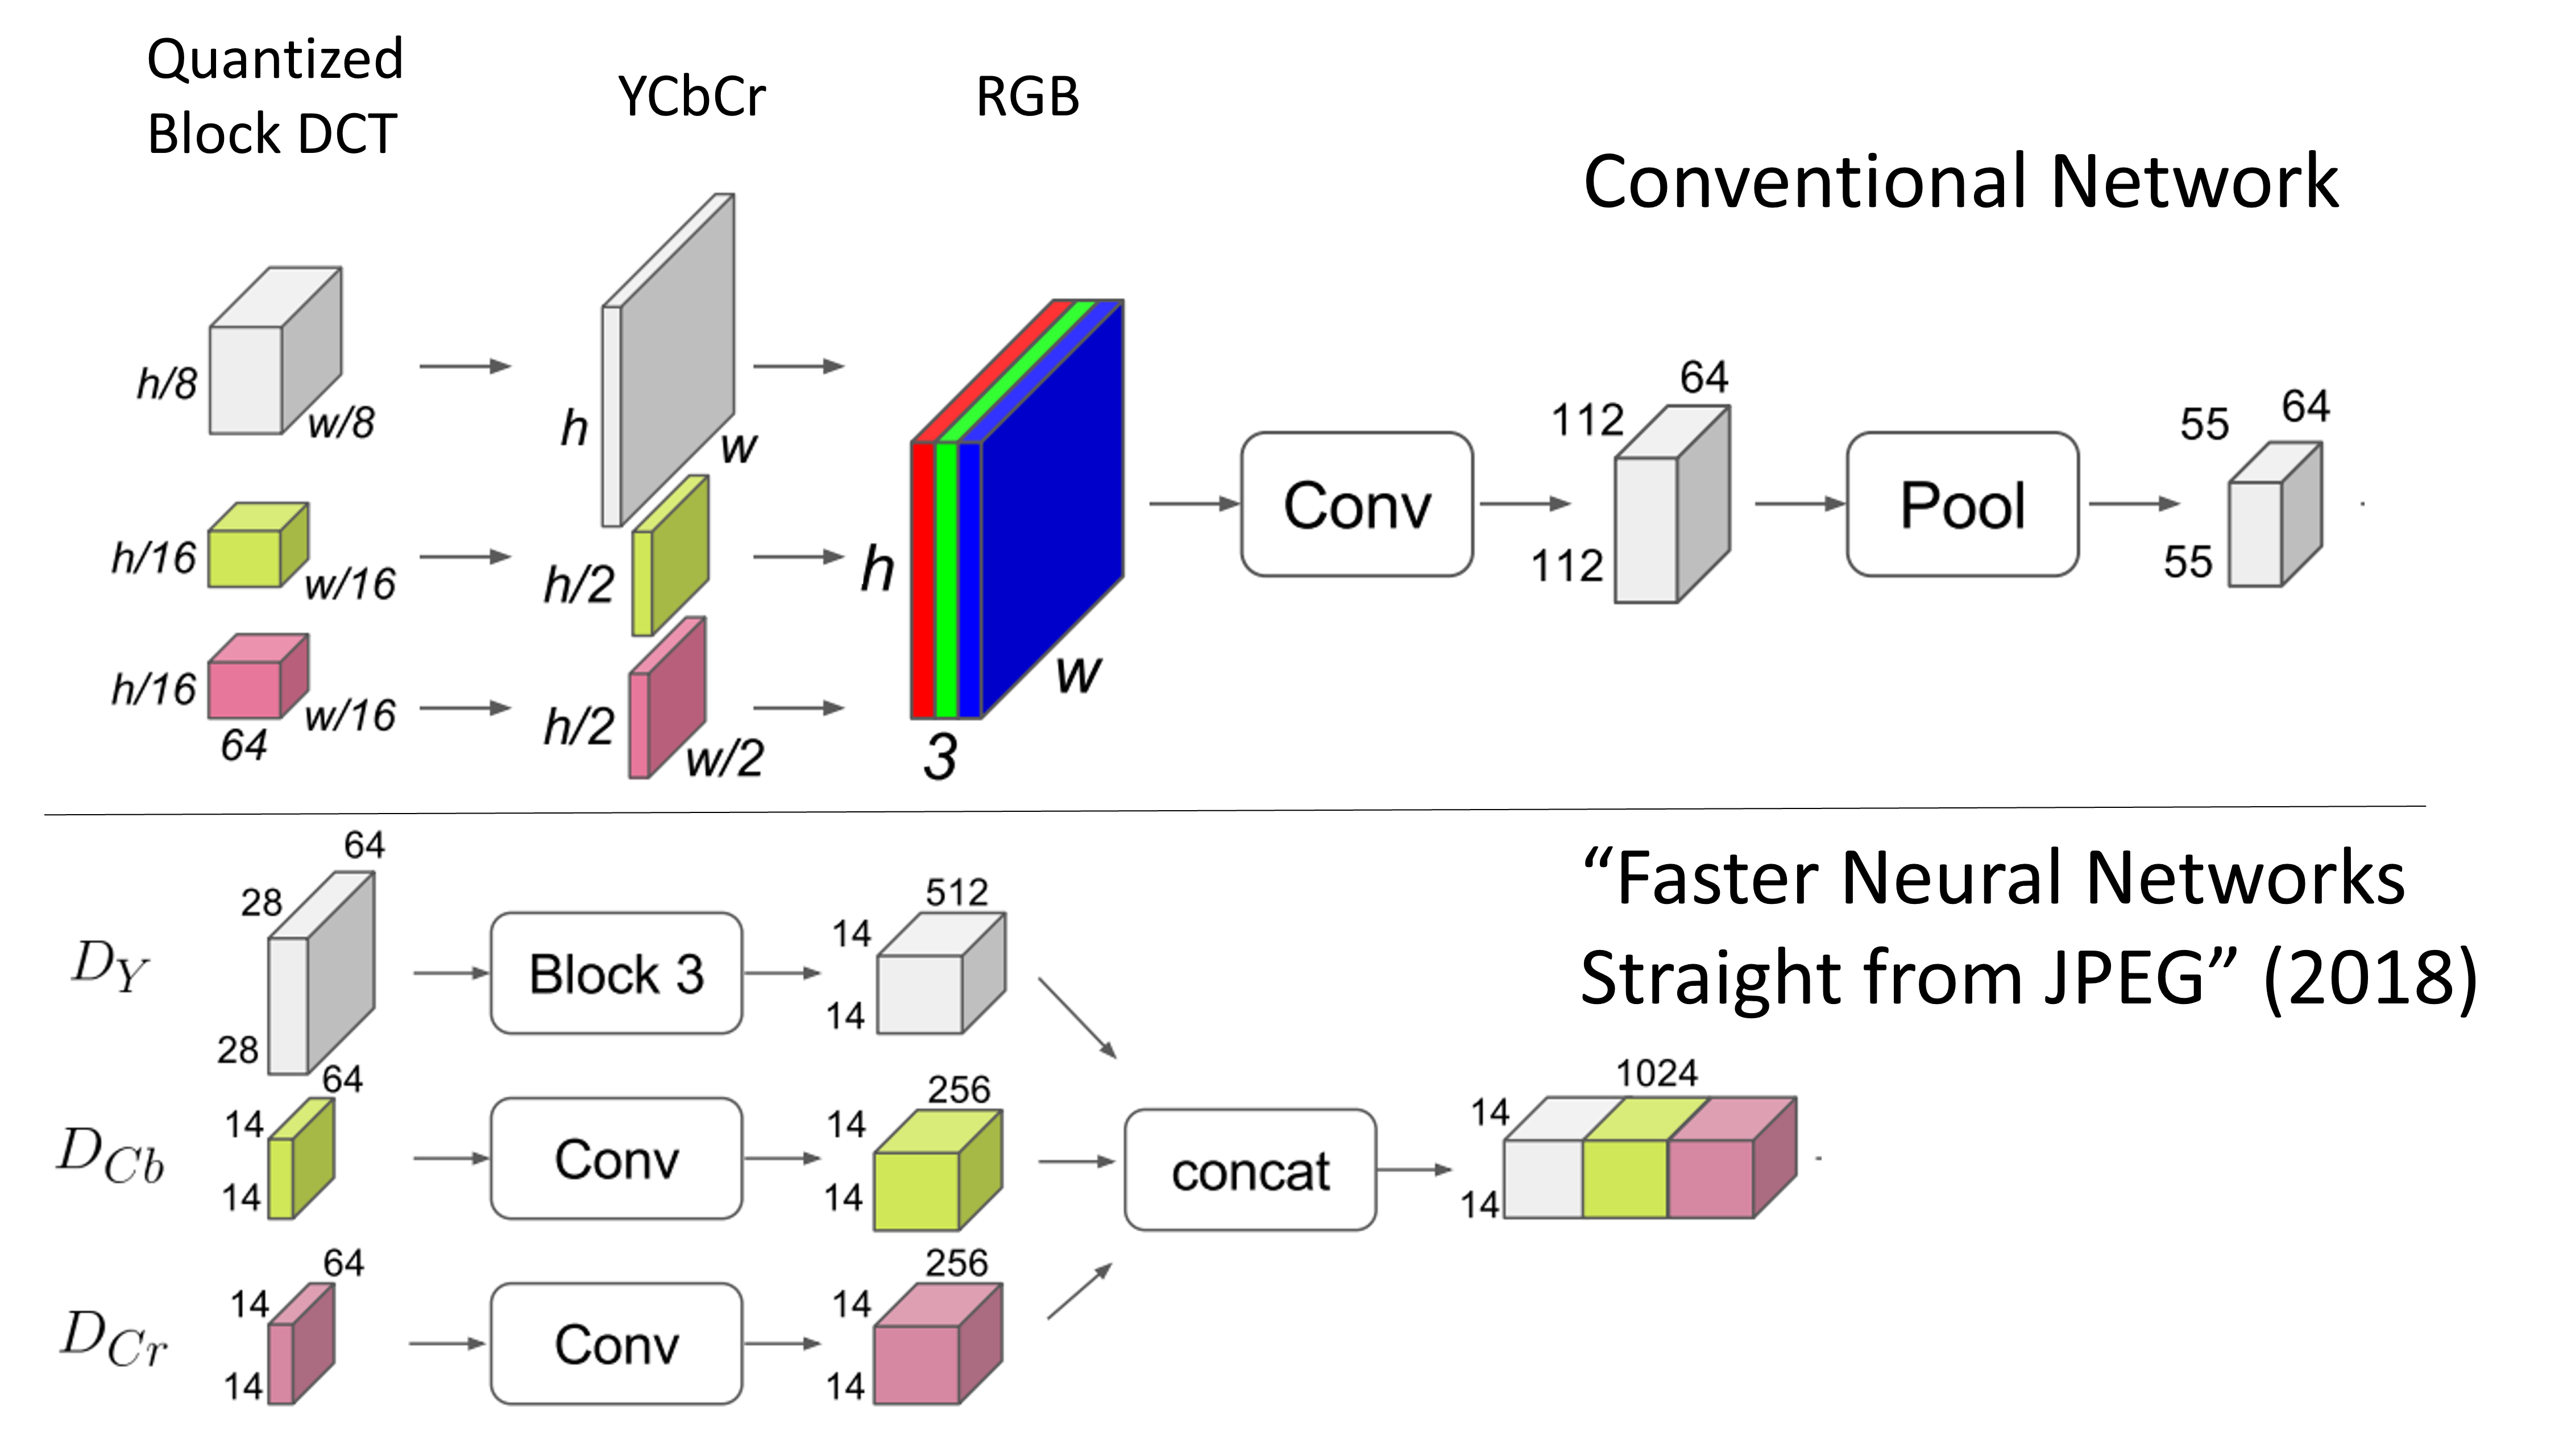 Quantized
Block DCT
YCbCr
RGB
Conventional Network
h/8
w/8
h
w
h/16
w/16
h/2
h/16
w/16
64
h/2
w/2
h
w
3
Conv
112
64
112
Pool
55
64
55
“Faster Neural Networks
Straight from JPEG” (2018)
D_Y
28
64
28
Block 3
14
512
14
D_{Cb}
14
64
14
Conv
14
256
14
D_{Cr}
14
64
14
Conv
14
256
14
concat
14
1024
14